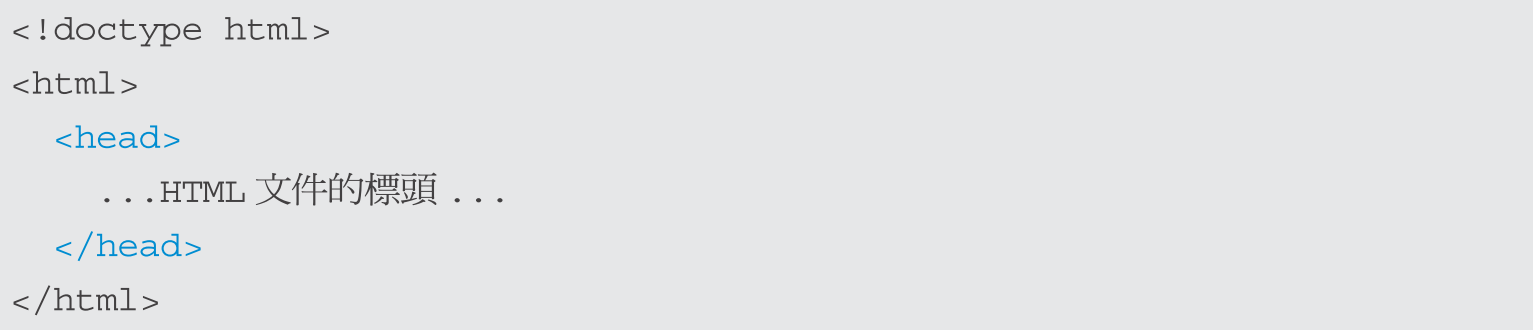 <!doctype html>
<html>
  <head>
    ...HTML 文件的標頭 ...
  </head>
</html>